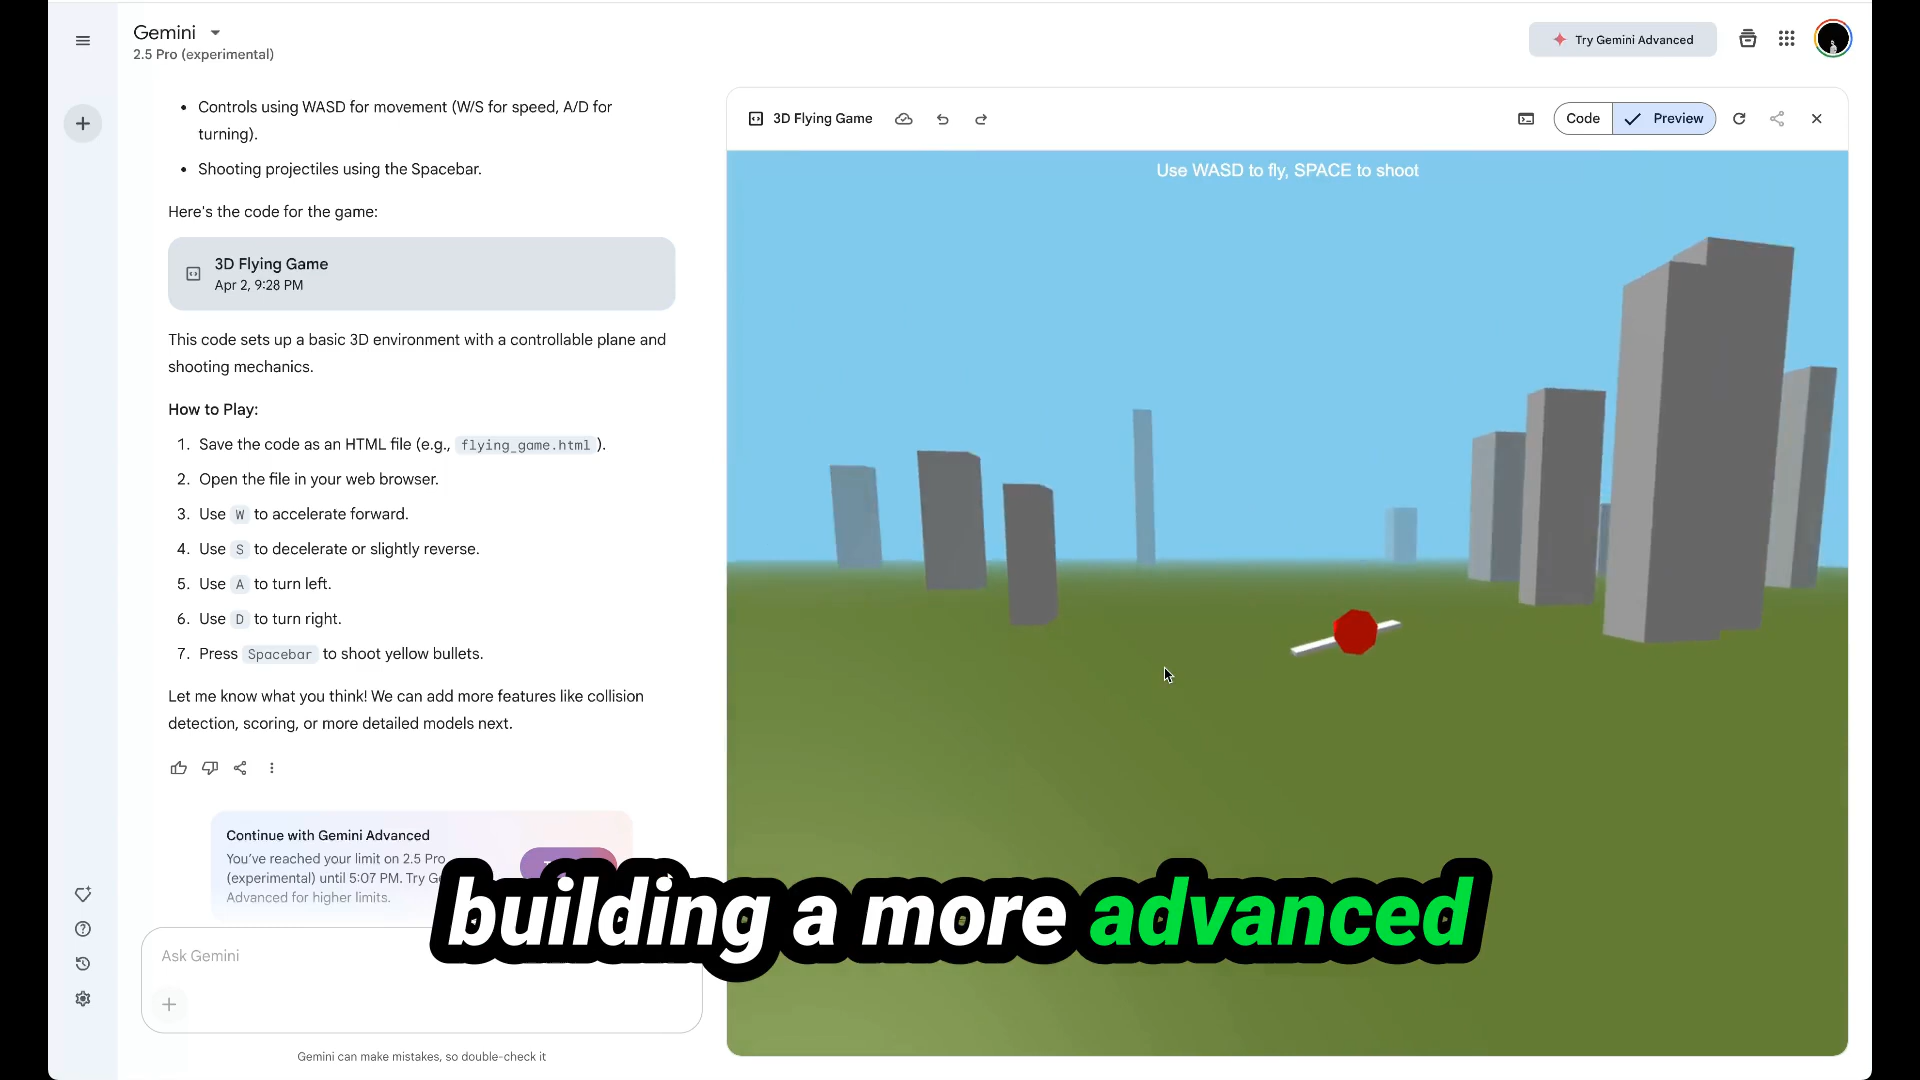 Gemini
2.5 Pro (experimental)
Try Gemini Advanced
• Controls using WASD for movement (W/S for speed, A/D for
turning).
• Shooting projectiles using the Spacebar.
Here's the code for the game:
3D Flying Game
Apr 2, 9:28 PM
This code sets up a basic 3D environment with a controllable plane and
shooting mechanics.
How to Play:
1. Save the code as an HTML file (e.g., flying_game.html ).
2. Open the file in your web browser.
3. Use W to accelerate forward.
4. Use S to decelerate or slightly reverse.
5. Use A to turn left.
6. Use D to turn right.
7. Press Spacebar to shoot yellow bullets.
Let me know what you think! We can add more features like collision
detection, scoring, or more detailed models next.
Continue with Gemini Advanced
You've reached your limit on 2.5 Pro
(experimental) until 5:07 PM. Try
Advanced for higher limits.
Ask Gemini
Gemini can make mistakes, so double-check it
3D Flying Game
Code
Preview
Use WASD to fly, SPACE to shoot
building a more advanced